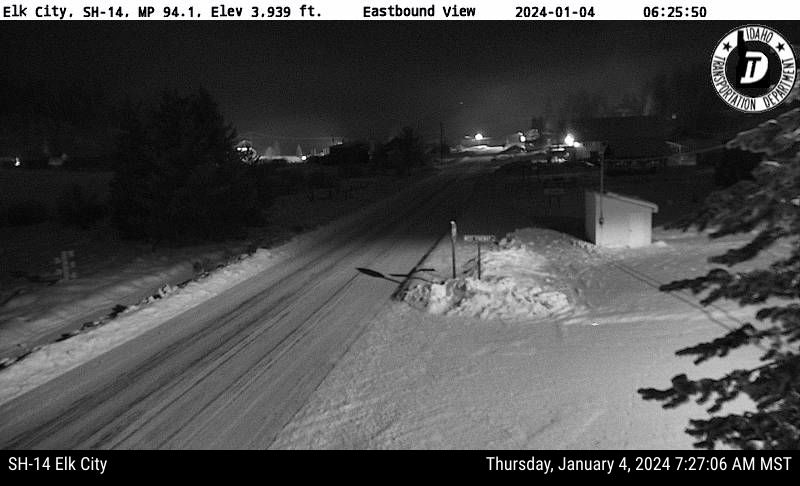 Elk City, SH-14, MP 94.1, Elev 3,939 ft. Eastbound View 2024-01-04 06:25:50
IDAHO
TRANSPORTATION DEPARTMENT
SH-14 Elk City Thursday, January 4, 2024 7:27:06 AM MST